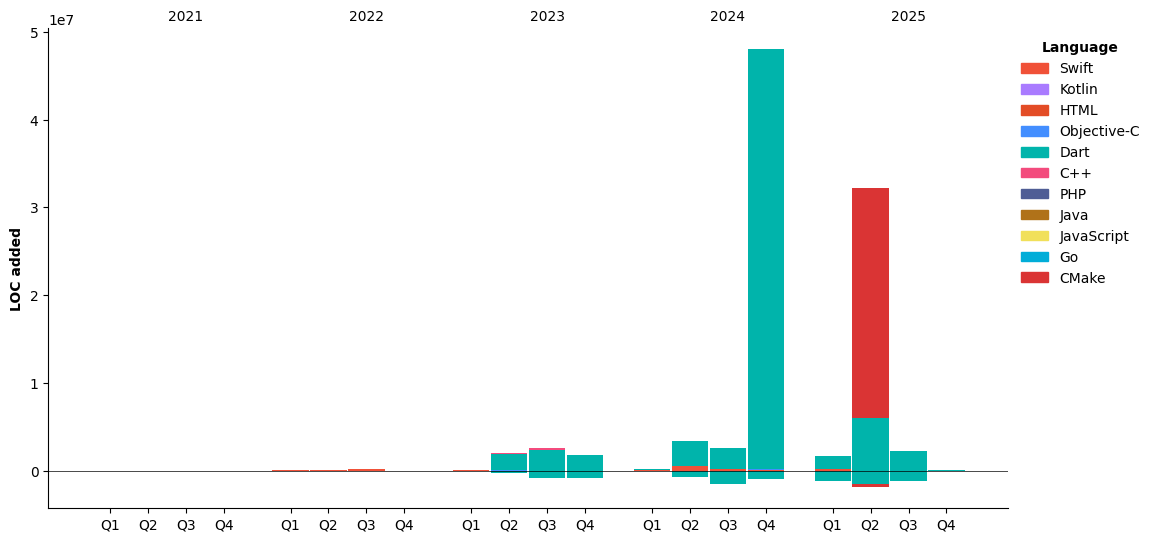 1e7
2021 2022 2023 2024 2025
5
4
3
2
1
0
LOC added
Q1 Q2 Q3 Q4 Q1 Q2 Q3 Q4 Q1 Q2 Q3 Q4 Q1 Q2 Q3 Q4 Q1 Q2 Q3 Q4
Language
Swift
Kotlin
HTML
Objective-C
Dart
C++
PHP
Java
JavaScript
Go
CMake